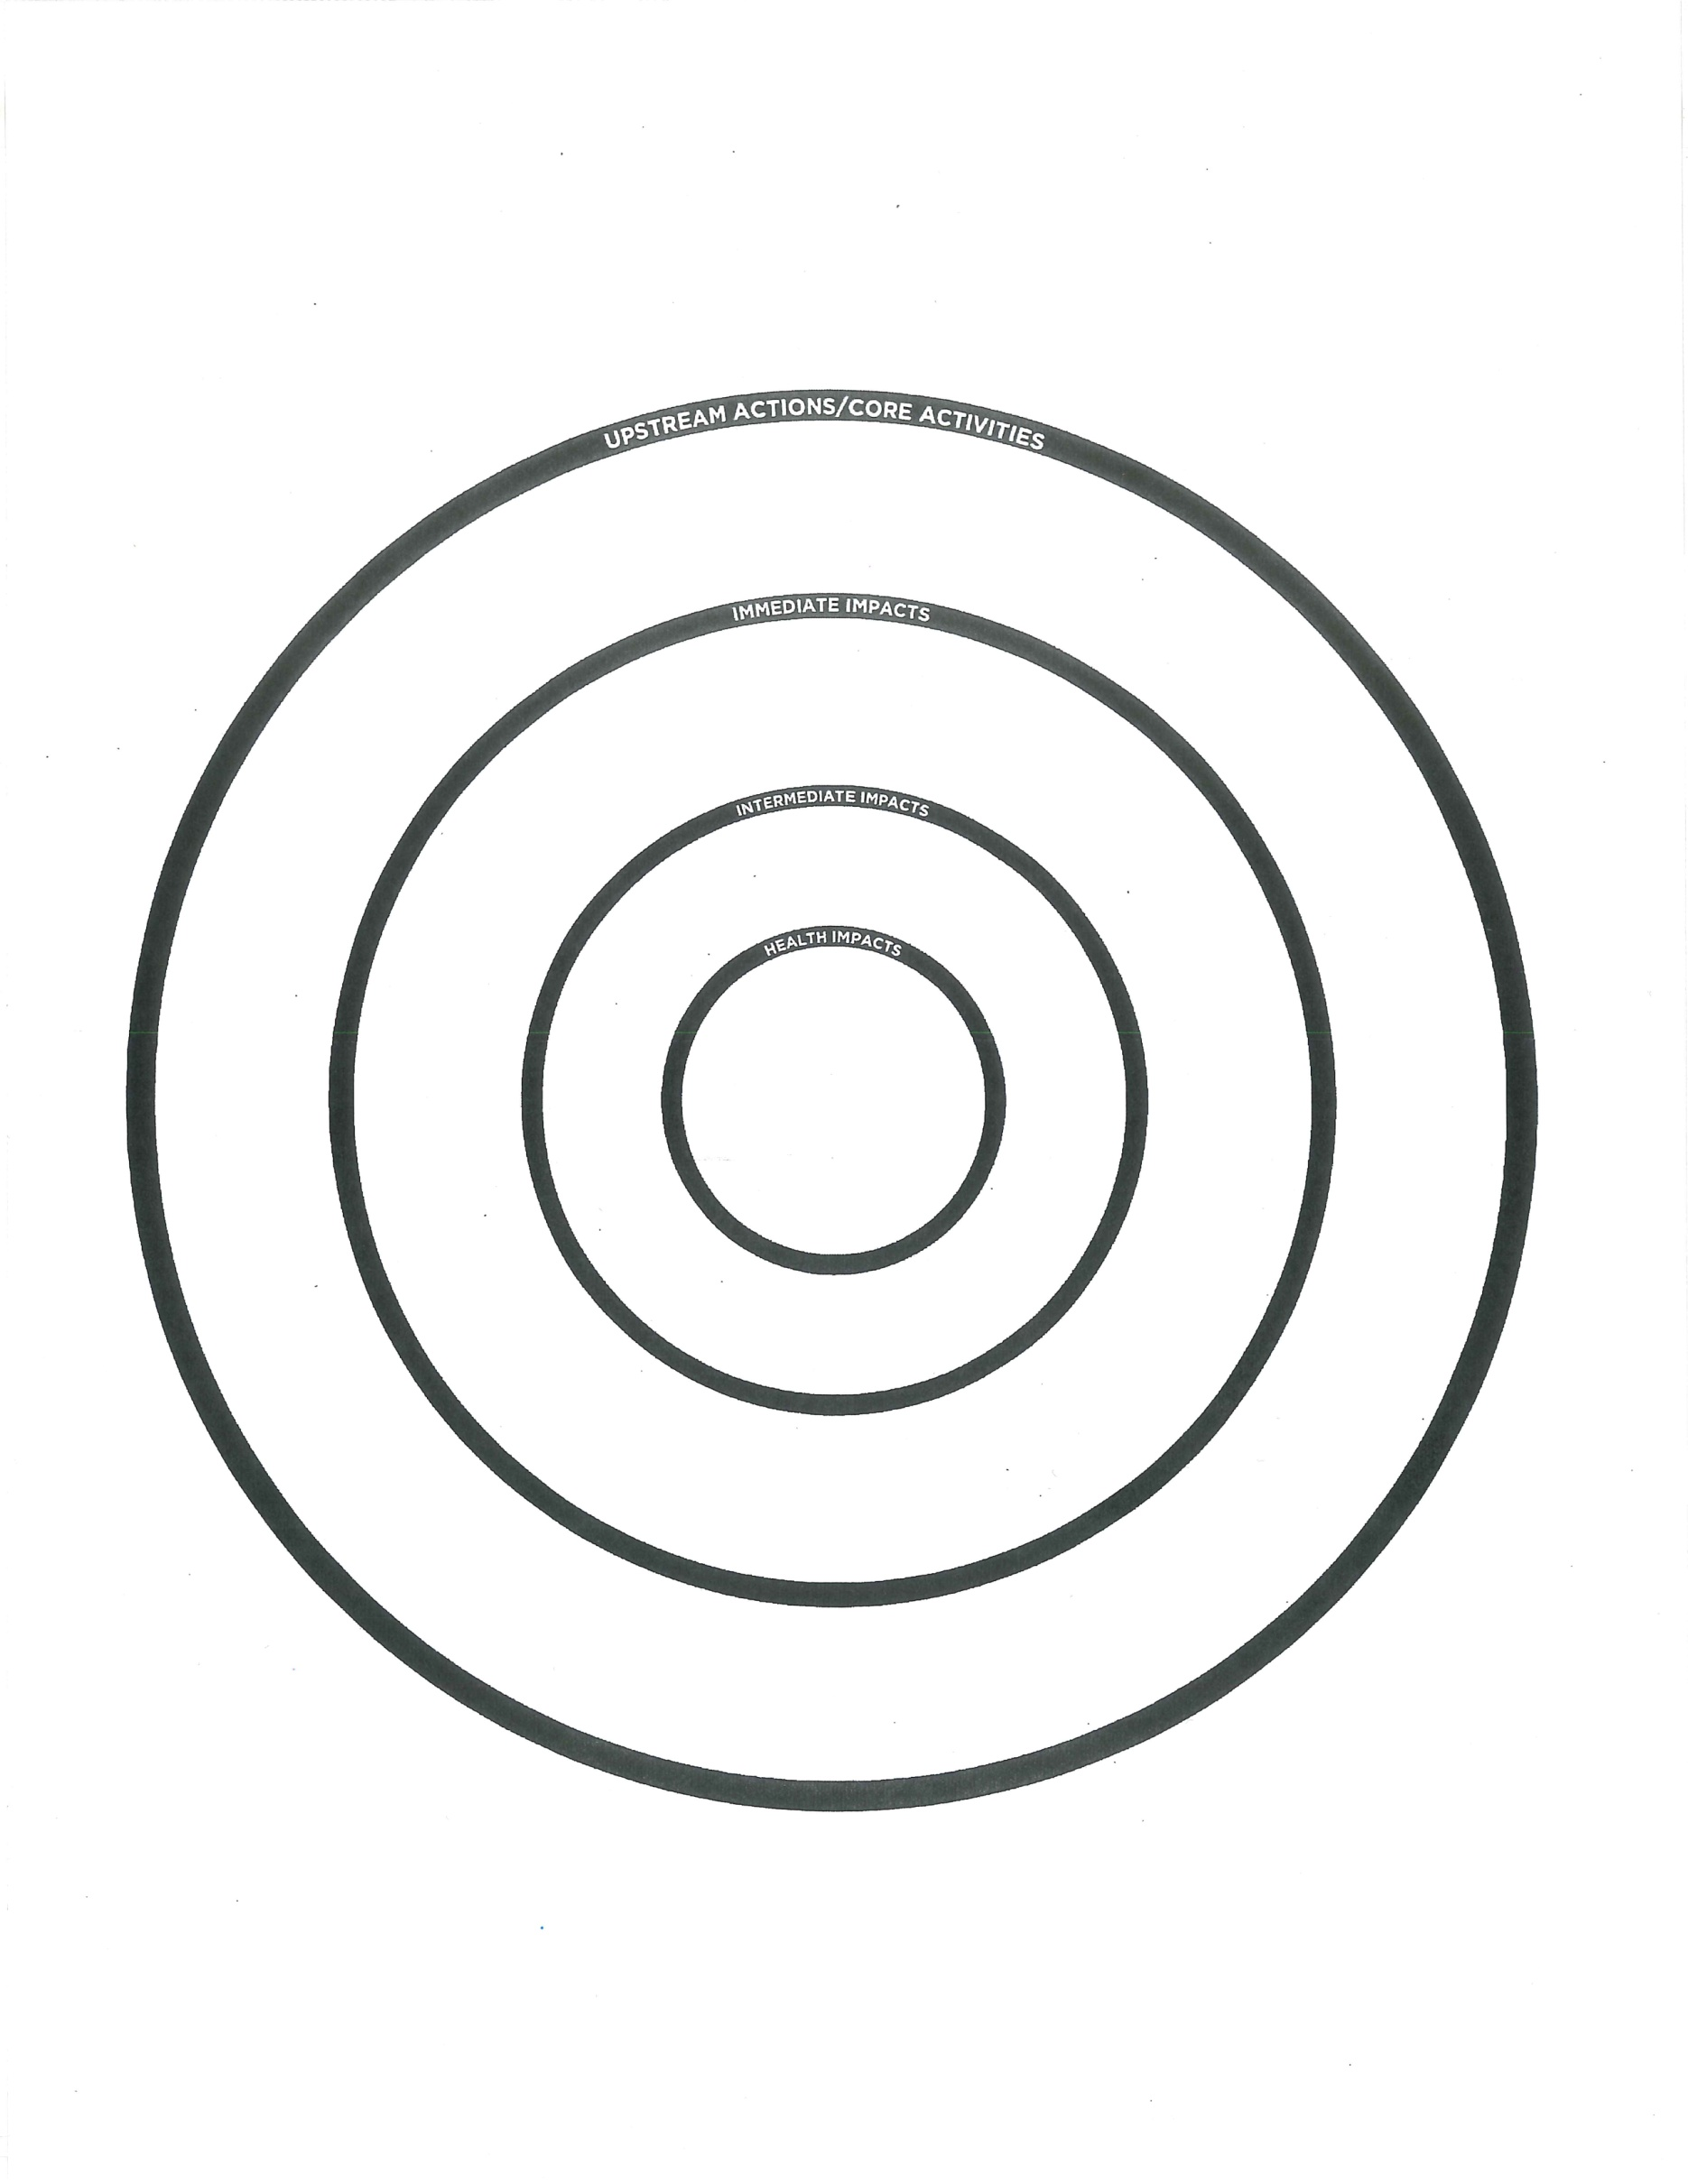 UPSTREAM ACTIONS/CORE ACTIVITIES
IMMEDIATE IMPACTS
INTERMEDIATE IMPACTS
HEALTH IMPACTS